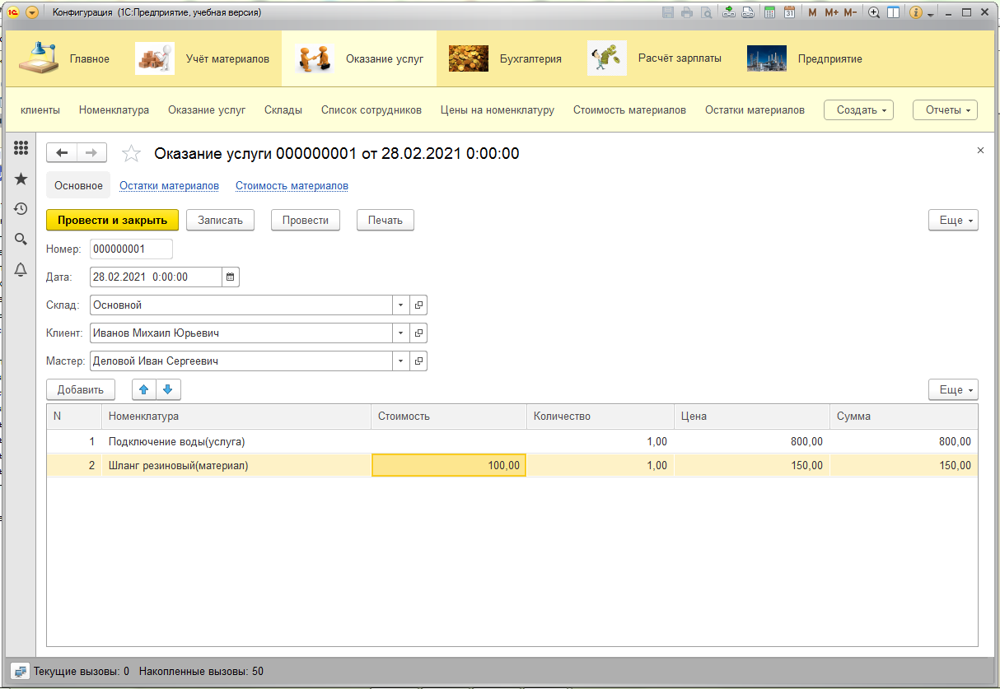 Конфигурация (1С:Предприятие, учебная версия)
M M+ M-
Главное Учёт материалов Оказание услуг Бухгалтерия Расчёт зарплаты Предприятие
клиенты Номенклатура Оказание услуг Склады Список сотрудников Цены на номенклатуру Стоимость материалов Остатки материалов Создать Отчеты
Оказание услуги 000000001 от 28.02.2021 0:00:00
Основное Остатки материалов Стоимость материалов
Провести и закрыть Записать Провести Печать Еще
Номер: 000000001
Дата: 28.02.2021 0:00:00
Склад: Основной
Клиент: Иванов Михаил Юрьевич
Мастер: Деловой Иван Сергеевич
Добавить Еще
N Номенклатура Стоимость Количество Цена Сумма
1 Подключение воды(услуга) 1,00 800,00 800,00
2 Шланг резиновый(материал) 100,00 1,00 150,00 150,00
Текущие вызовы: 0 Накопленные вызовы: 50